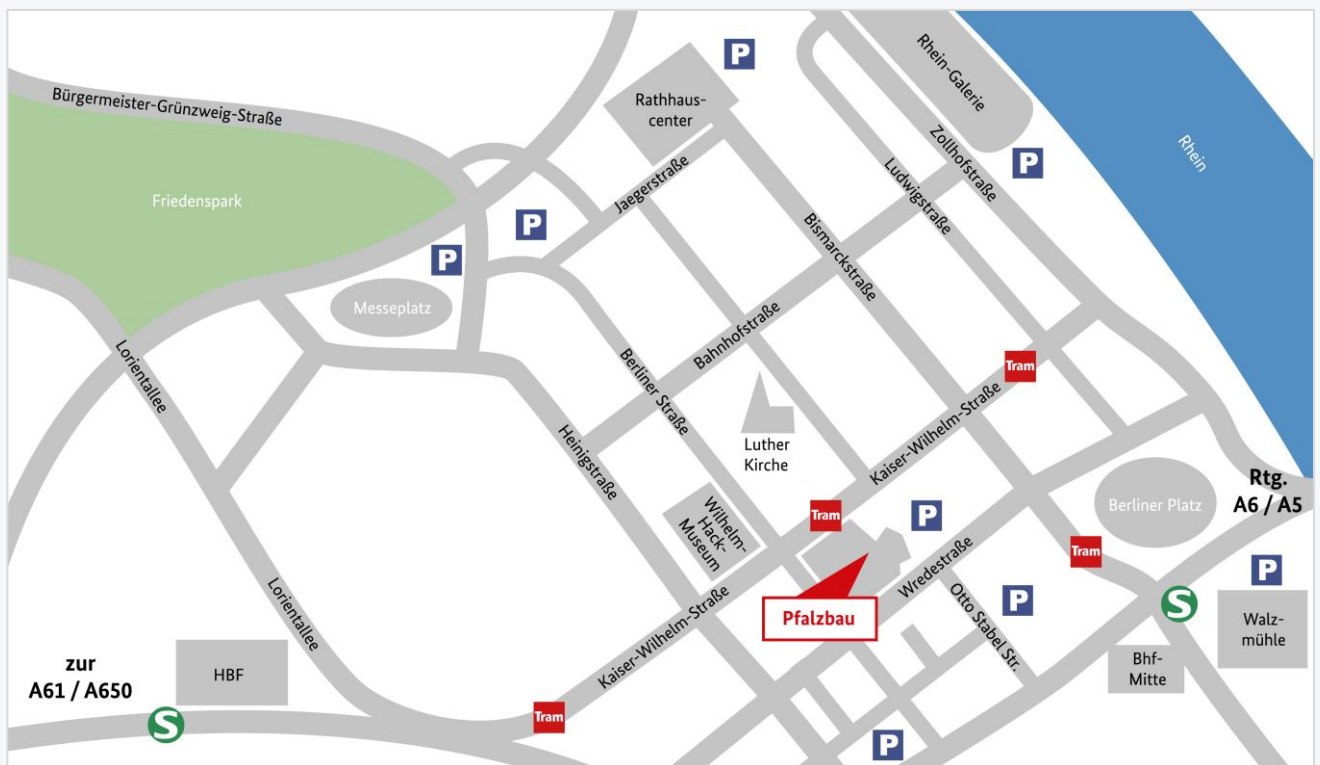 P
Rhein-Galerie
Rathhaus-
center
Bürgermeister-Grünzweig-Straße
Zollhofstraße
P
Rhein
Friedenspark
Jaegerstraße
Ludwigstraße
P
Bismarckstraße
P
Messeplatz
Bahnhofstraße
Lorientallee
Berliner Straße
Tram
Kaiser-Wilhelm-Straße
Heinigstraße
Luther
Kirche
Rtg.
A6 / A5
Berliner Platz
Wilhelm-
Hack-
Museum
Tram
P
Tram
Wredestraße
P
Otto Stabel Str.
P
S
Pfalzbau
Walz-
mühle
Kaiser-Wilhelm-Straße
Lorientallee
Bhf-
Mitte
zur
A61 / A650
HBF
S
Tram
P